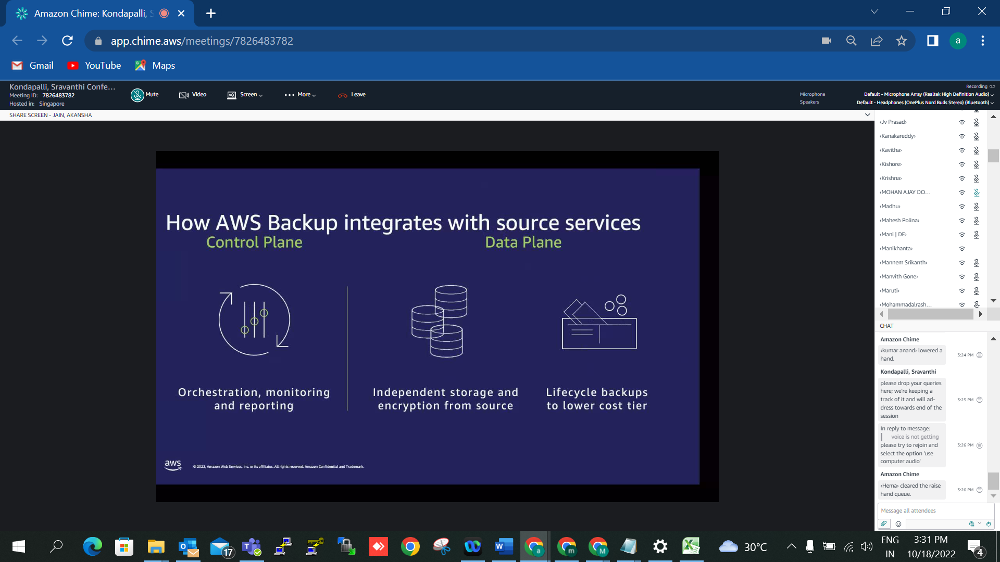 Amazon Chime: Kondapalli, S
app.chime.aws/meetings/7826483782
a
Gmail
YouTube
Maps
Kondapalli, Sravanthi Confe...
Meeting ID: 7826483782
Hosted in: Singapore
Mute
Video
Screen
More
Leave
Recording
Microphone
Default - Microphone Array (Realtek High Definition Audio)
Speakers
Default - Headphones (OnePlus Nord Buds Stereo) (Bluetooth)
SHARE SCREEN - JAIN, AKANSHA
How AWS Backup integrates with source services
Control Plane
Data Plane
Orchestration, monitoring
and reporting
Independent storage and
encryption from source
Lifecycle backups
to lower cost tier
aws
© 2022, Amazon Web Services, Inc. or its affiliates. All rights reserved. Amazon Confidential and Trademark.
‹Jv Prasad›
‹Kanakareddy›
‹Kavitha›
‹Kishore›
‹Krishna›
‹MOHAN AJAY DO...
‹Madhu›
‹Mahesh Polina›
‹Mani | DE›
‹Manikhanta›
‹Mannem Srikanth›
‹Manvith Gone›
‹Maruti›
‹Mohammadalrash...
CHAT
Amazon Chime
‹kumar anand› lowered a
hand.
3:24 PM
Kondapalli, Sravanthi
please drop your queries
here; we're keeping a
track of it and will ad-
dress towards end of the
session
3:25 PM
In reply to message:
voice is not getting
please try to rejoin and
select the option 'use
computer audio'
3:26 PM
Amazon Chime
‹Hema› cleared the raise
hand queue.
3:26 PM
Message all attendees
17
a
m
M
30°C
ENG
IN
3:31 PM
10/18/2022
4